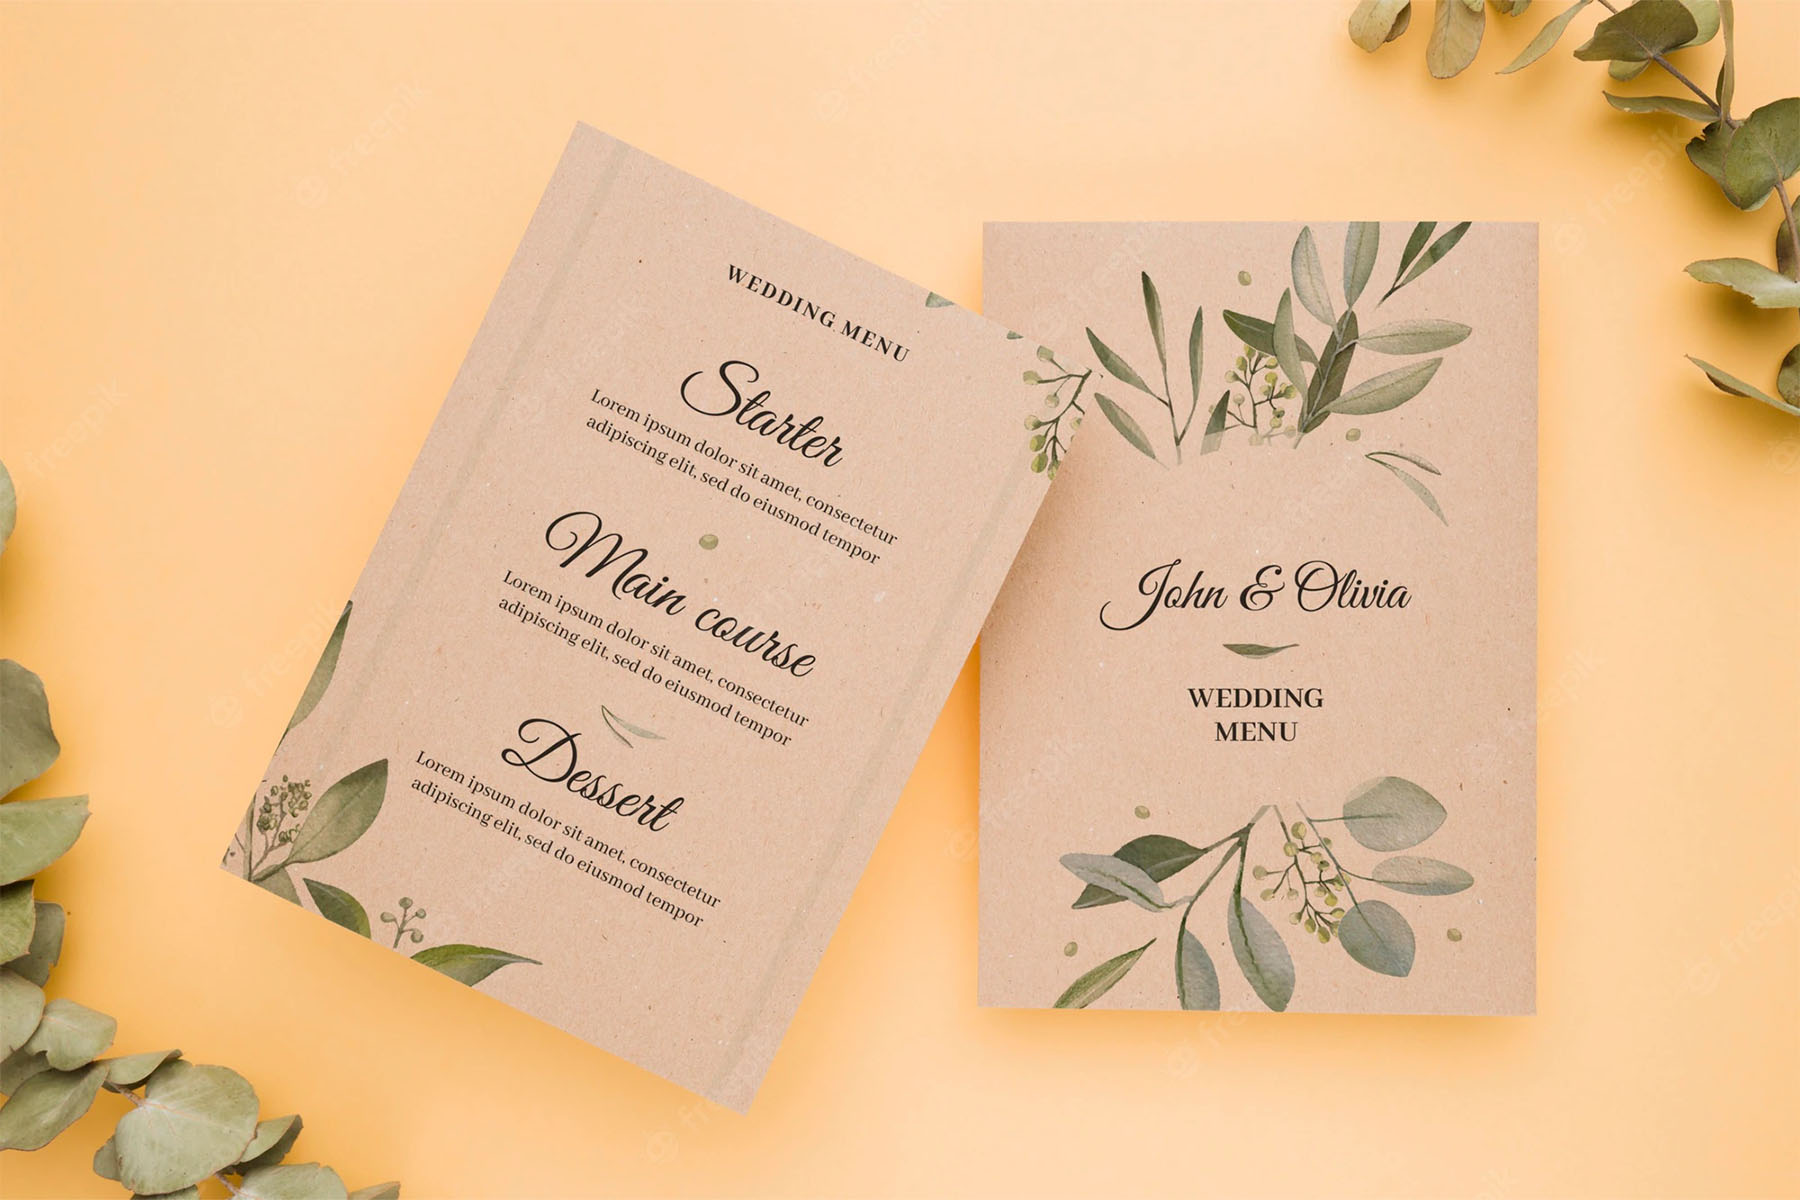 WEDDING MENU
Starter
Lorem ipsum dolor sit amet, consectetur
adipiscing elit, sed do eiusmod tempor
Main course
Lorem ipsum dolor sit amet, consectetur
adipiscing elit, sed do eiusmod tempor
Dessert
Lorem ipsum dolor sit amet, consectetur
adipiscing elit, sed do eiusmod tempor
John & Olivia
WEDDING
MENU
freepik